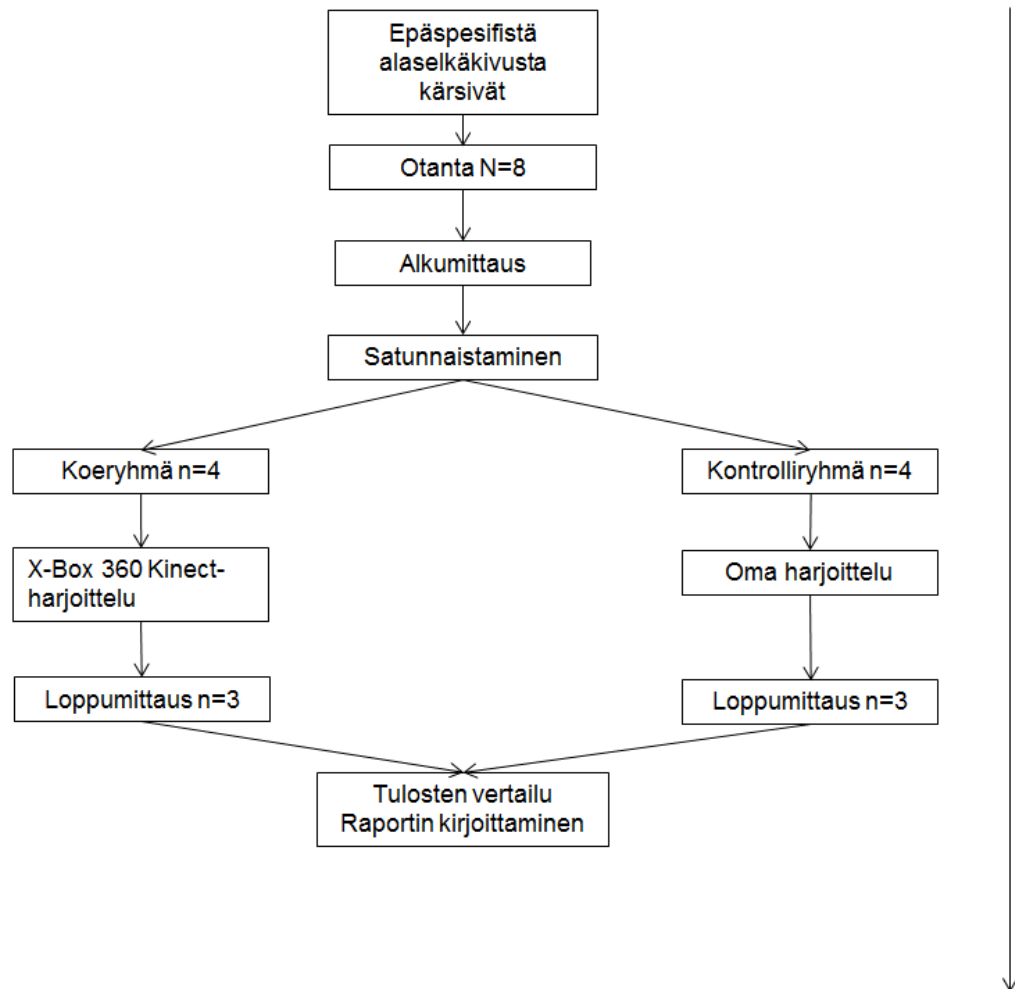 Epäspesifistä
alaselkäkivusta
kärsivät
Otanta N=8
Alkumittaus
Satunnaistaminen
Koeryhmä n=4
Kontrolliryhmä n=4
X-Box 360 Kinect-
harjoittelu
Oma harjoittelu
Loppumittaus n=3
Loppumittaus n=3
Tulosten vertailu
Raportin kirjoittaminen